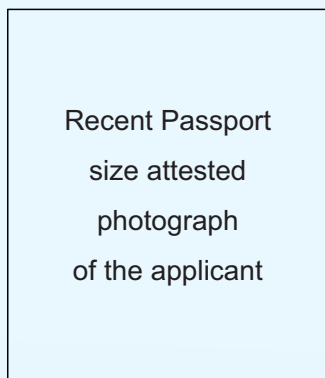 Recent Passport
size attested
photograph
of the applicant